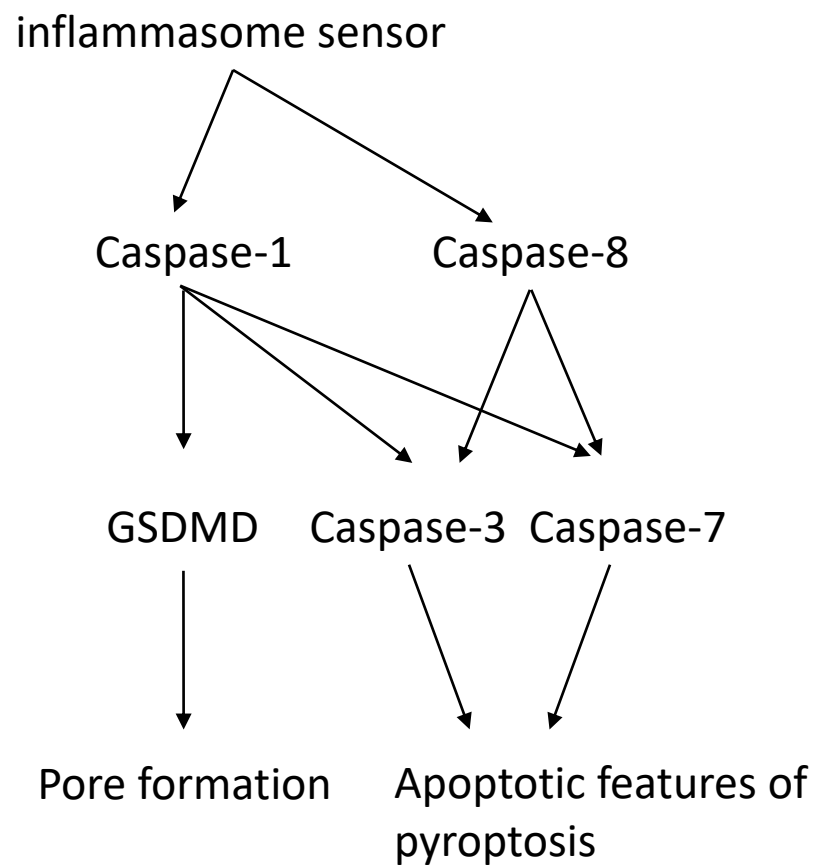 inflammasome sensor
Caspase-1 Caspase-8
GSDMD Caspase-3 Caspase-7
Pore formation
Apoptotic features of
pyroptosis